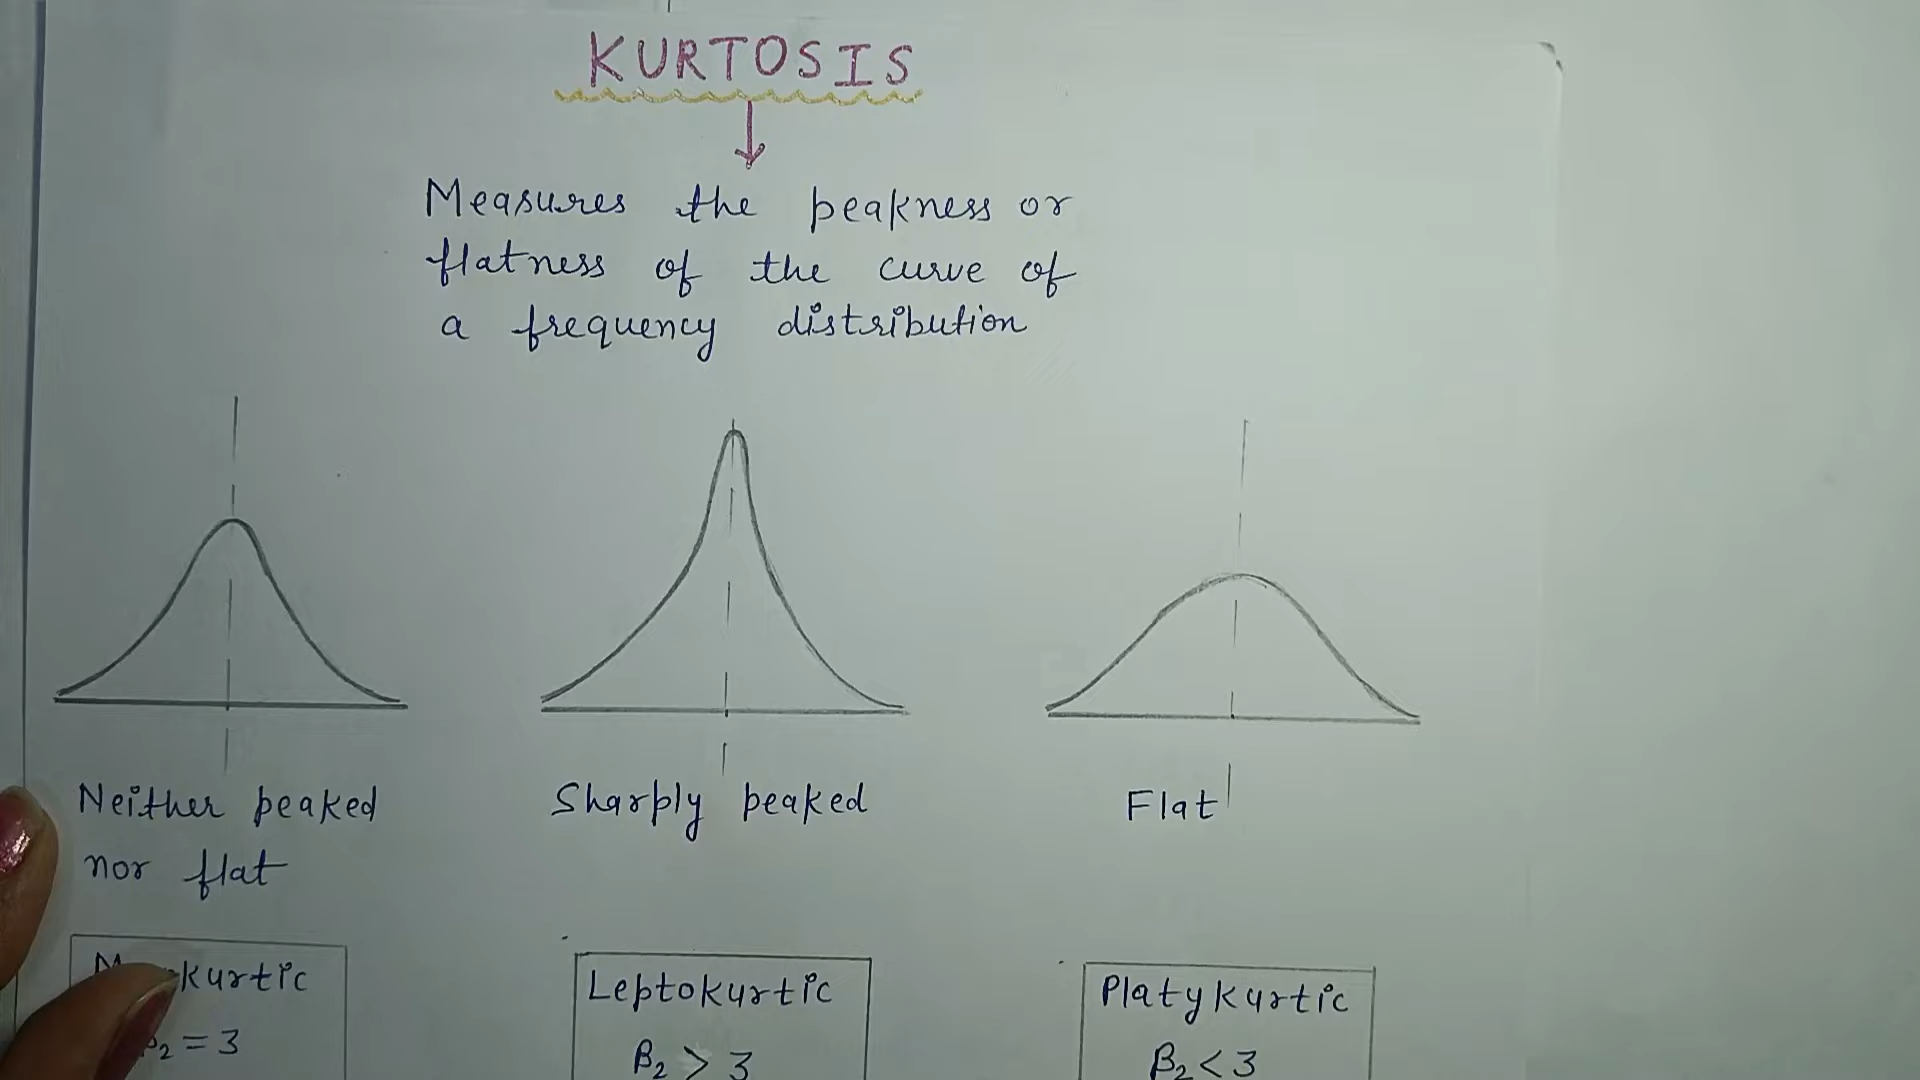 KURTOSIS
Measures the peakness or
flatness of the curve of
a frequency distribution
Neither peaked
nor flat
Sharply peaked
Flat
kurtic
2 = 3
Leptokurtic
β2 > 3
Platykurtic
β2 < 3